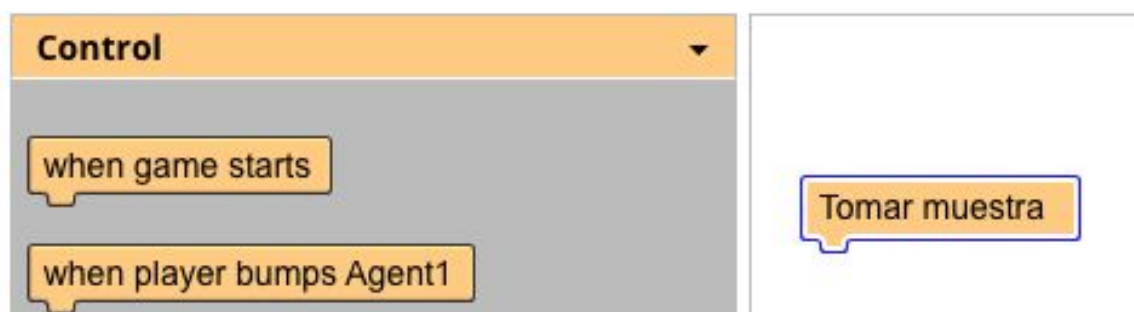 Control
when game starts
when player bumps Agent1
Tomar muestra